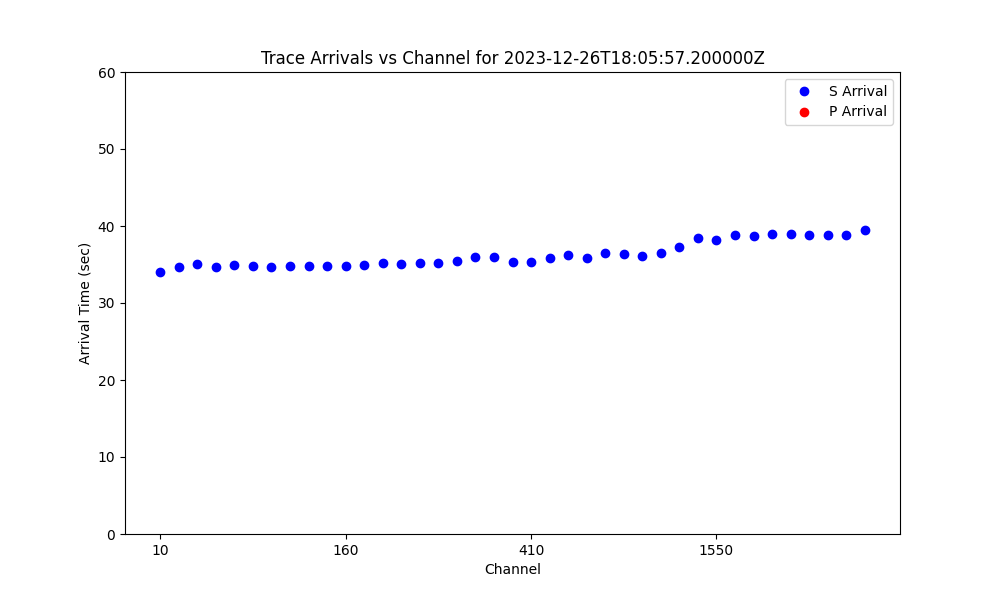 Trace Arrivals vs Channel for 2023-12-26T18:05:57.200000Z
60
50
40
30
20
10
0
Arrival Time (sec)
S Arrival
P Arrival
10 160 410 1550
Channel